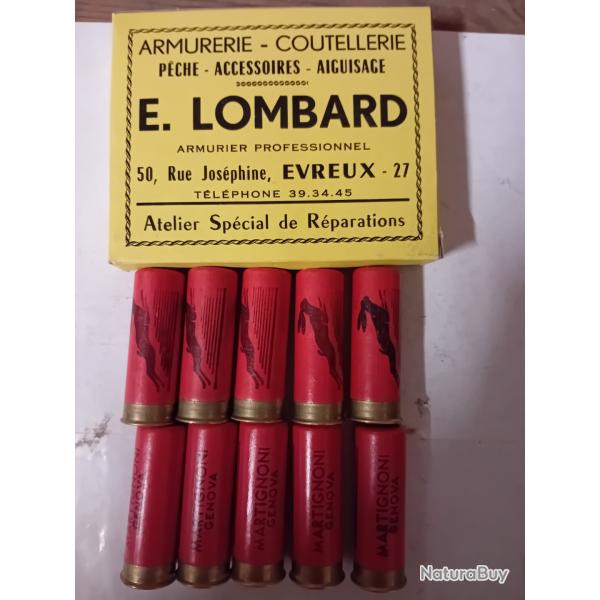 ARMURERIE - COUTELLERIE
PÊCHE - ACCESSOIRES - AIGUISAGE
E. LOMBARD
ARMURIER PROFESSIONNEL
50, Rue Joséphine, EVREUX - 27
TÉLÉPHONE 39.34.45
Atelier Spécial de Réparations
MARTIGNONI
GENOVA
MARTIGNONI
GENOVA
MARTIGNONI
GENOVA
MARTIGNONI
GENOVA
MARTIGNONI
GENOVA
NaturaBuy